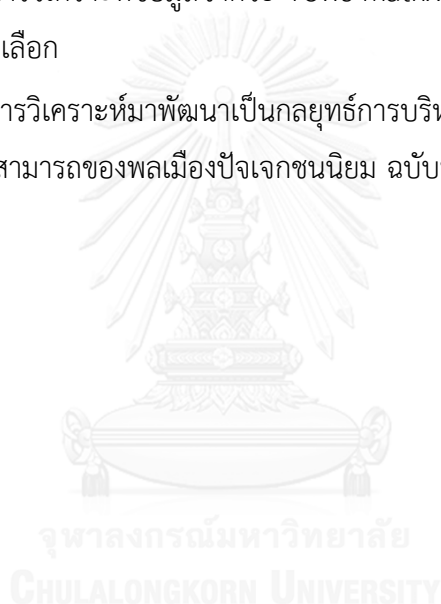 เลือก
ารวิเคราะห์มาพัฒนาเป็นกลยุทธ์การบริห
สามารถของพลเมืองปัจเจกชนนิยม ฉบับ
จุฬาลงกรณ์มหาวิทยาลัย
CHULALONGKORN UNIVERSITY